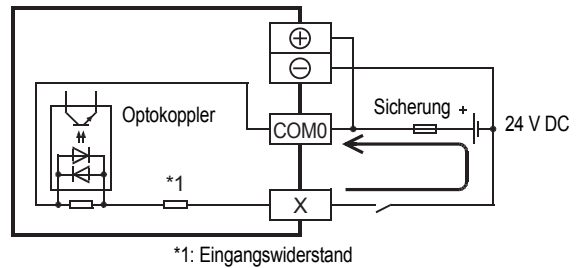 +
−
Optokoppler
Sicherung +
24 V DC
COM0
*1
X
*1: Eingangswiderstand